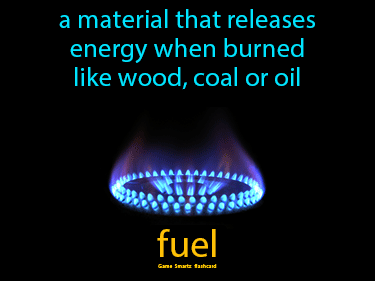 a material that releases
energy when burned
like wood, coal or oil
fuel
Game Smartz flashcard